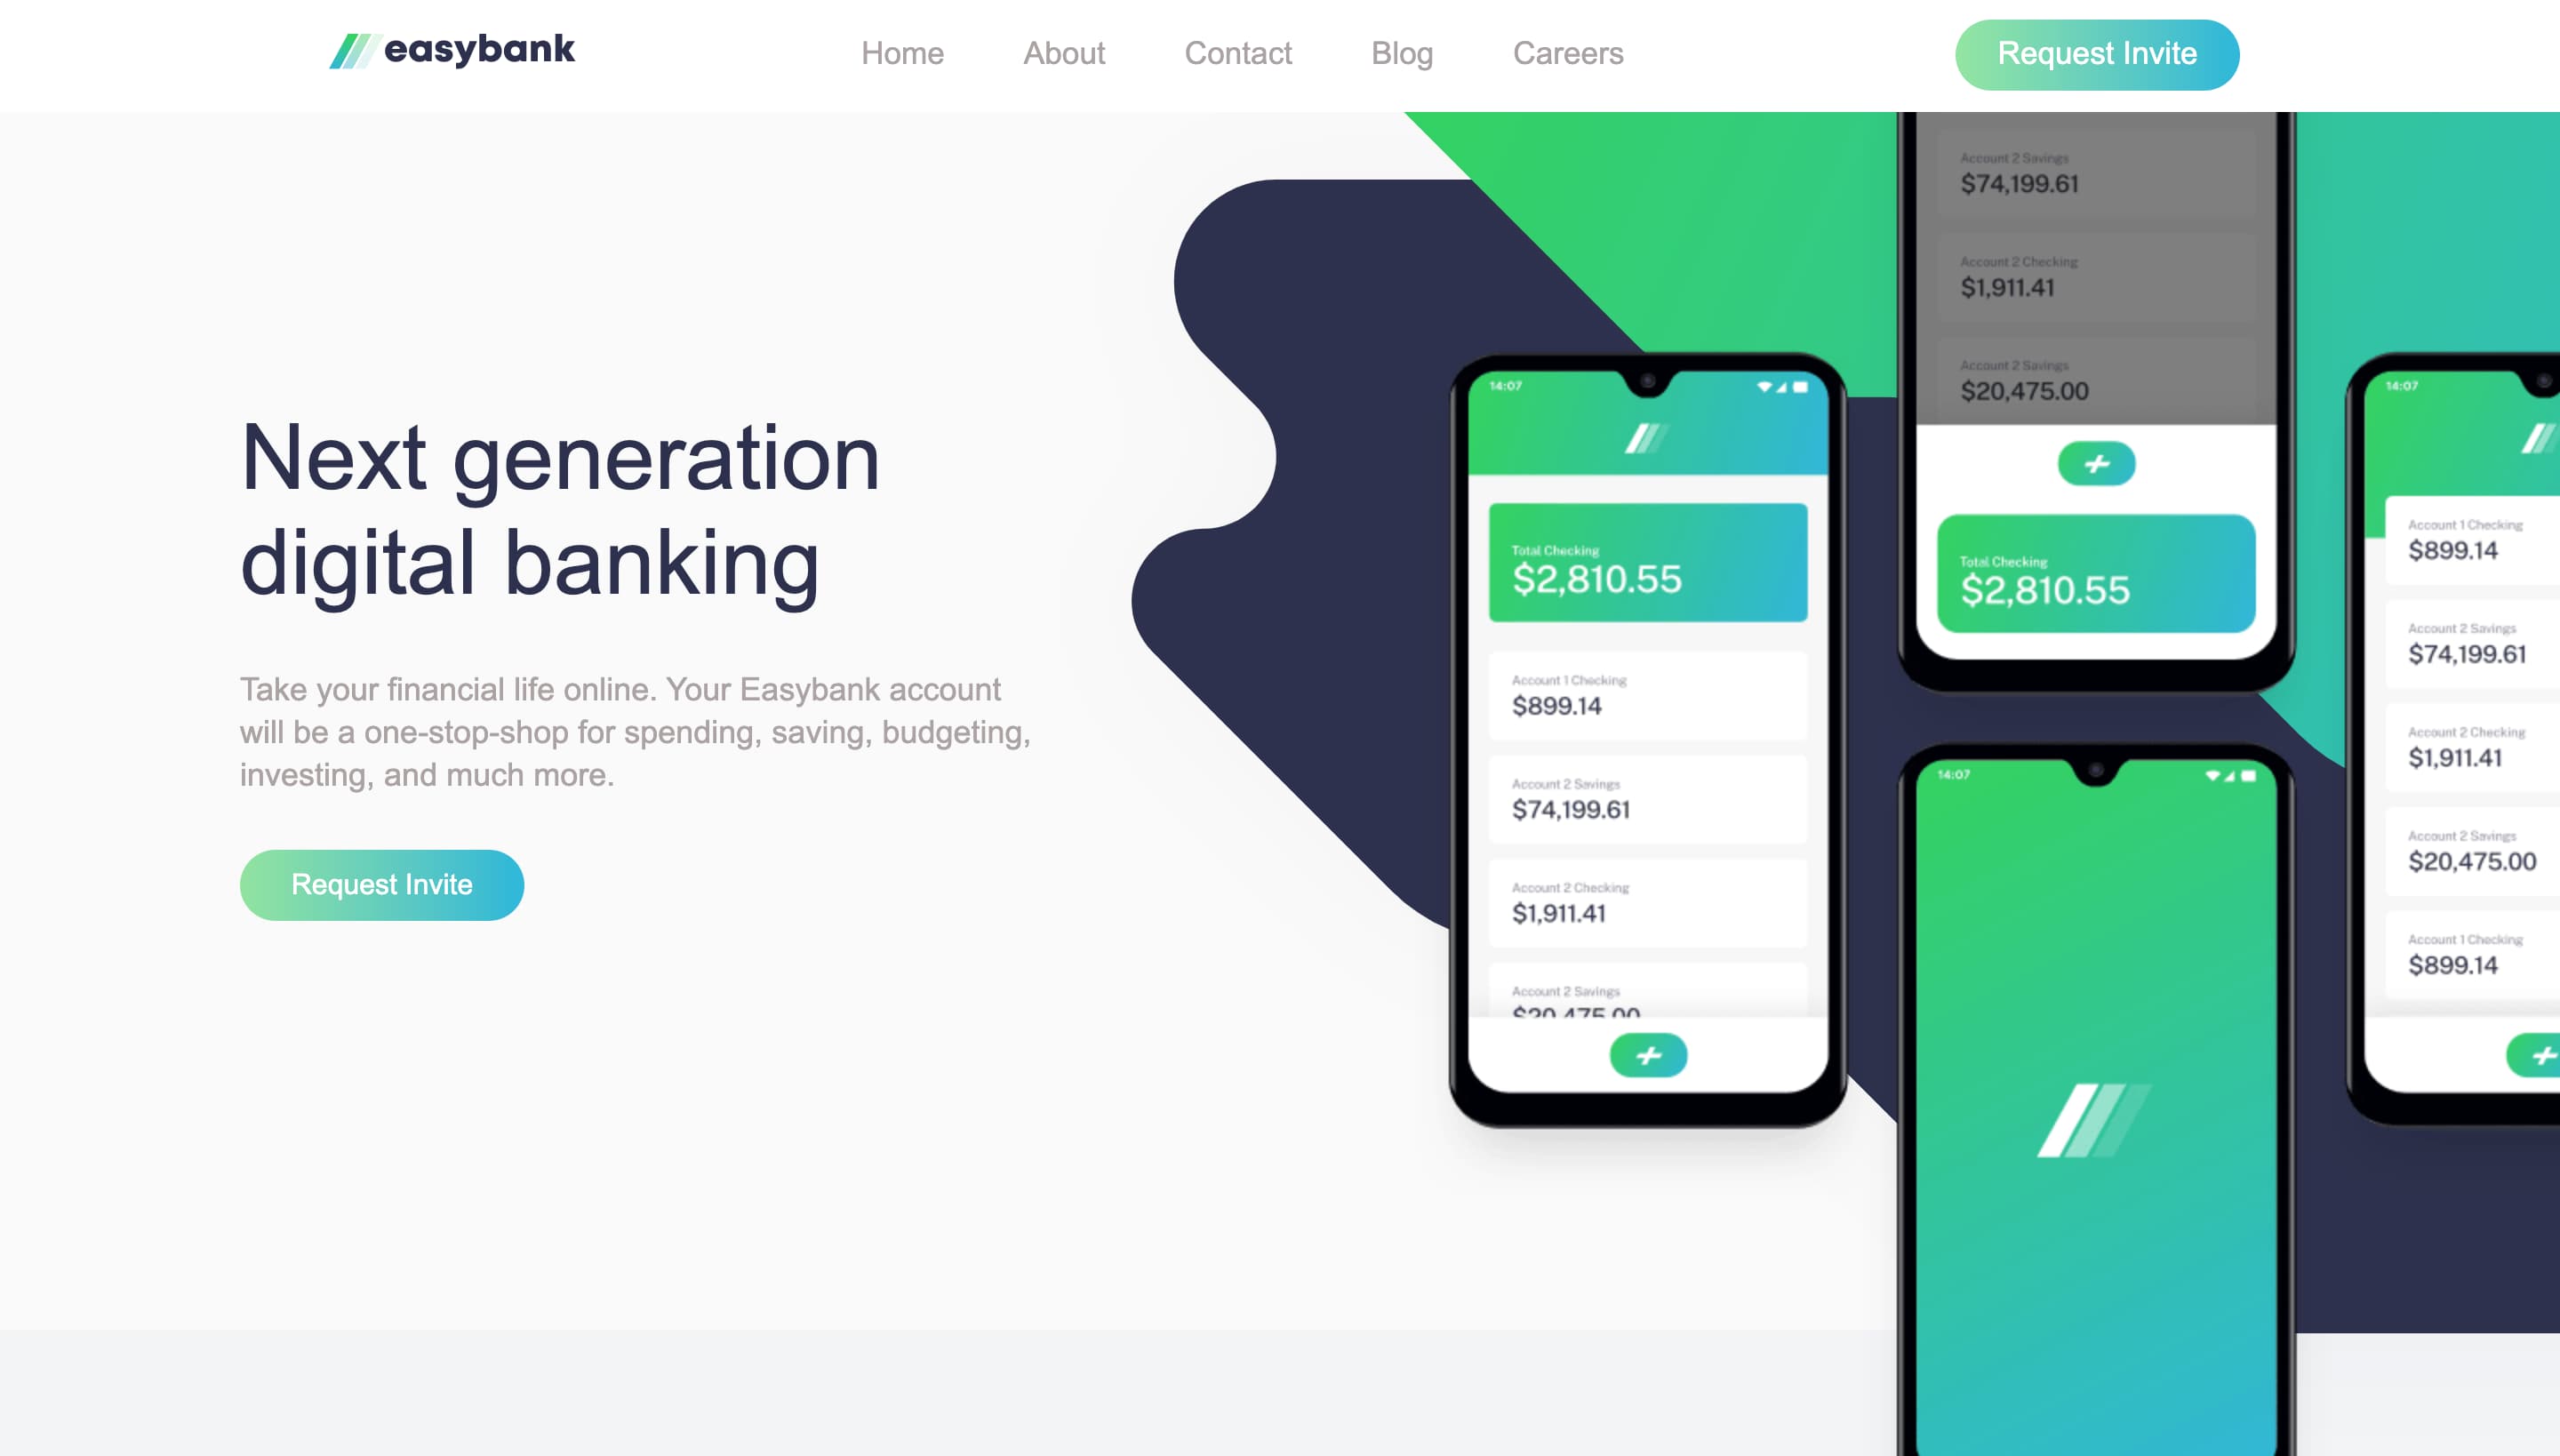 easybank
Home
About
Contact
Blog
Careers
Request Invite
Next generation
digital banking
Take your financial life online. Your Easybank account
will be a one-stop-shop for spending, saving, budgeting,
investing, and much more.
Request Invite
14:07
Total Checking
$2,810.55
Account 1 Checking
$899.14
Account 2 Savings
$74,199.61
Account 2 Checking
$1,911.41
Account 2 Savings
$20,475.00
Account 2 Savings
$74,199.61
Account 2 Checking
$1,911.41
Account 2 Savings
$20,475.00
Total Checking
$2,810.55
14:07
14:07
Account 1 Checking
$899.14
Account 2 Savings
$74,199.61
Account 2 Checking
$1,911.41
Account 2 Savings
$20,475.00
Account 1 Checking
$899.14